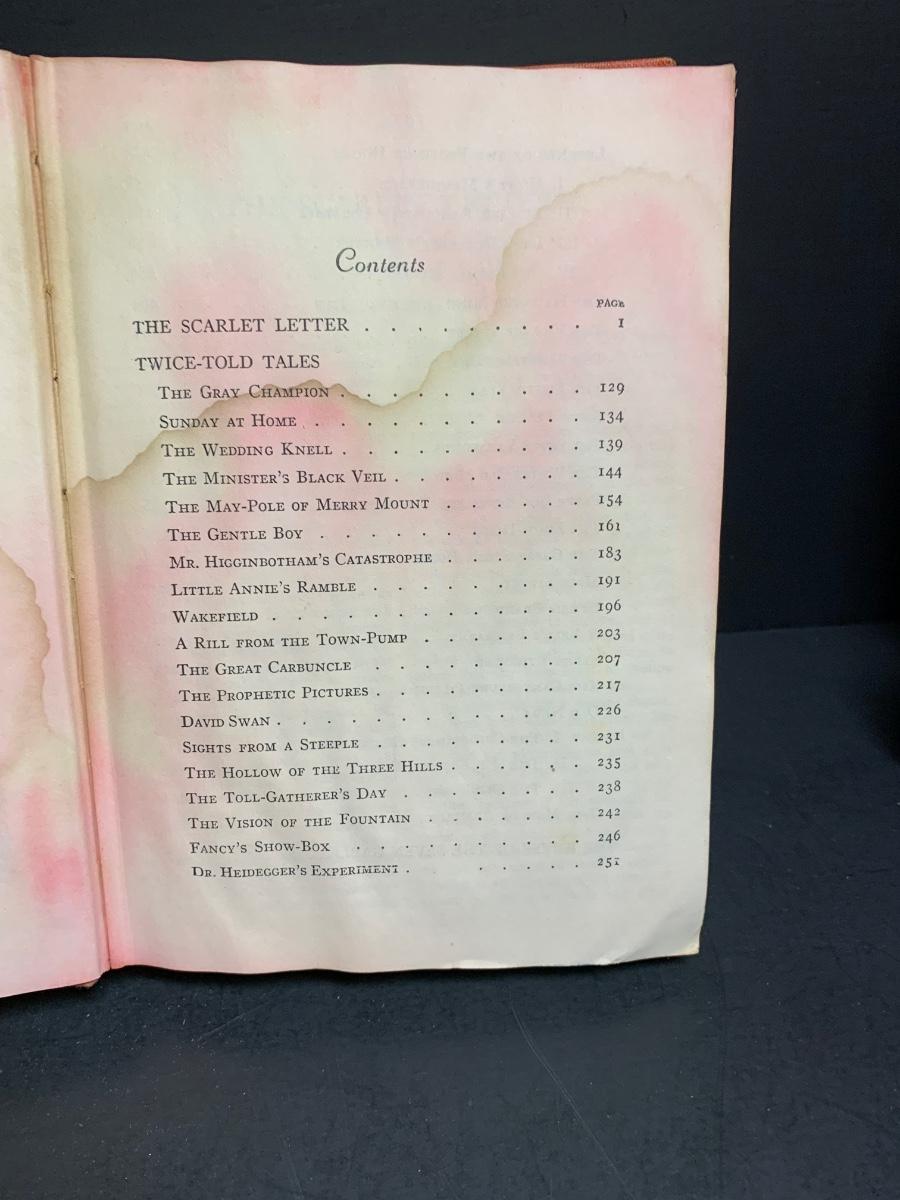 Contents
PAGE
THE SCARLET LETTER . . . . . . . . . . 1
TWICE-TOLD TALES
THE GRAY CHAMPION . . . . . . . . . . . 129
SUNDAY AT HOME . . . . . . . . . . . . 134
THE WEDDING KNELL . . . . . . . . . . 139
THE MINISTER'S BLACK VEIL . . . . . . . . 144
THE MAY-POLE OF MERRY MOUNT . . . . . . 154
THE GENTLE BOY . . . . . . . . . . . 161
MR. HIGGINBOTHAM'S CATASTROPHE . . . . . . 183
LITTLE ANNIE'S RAMBLE . . . . . . . . . 191
WAKEFIELD . . . . . . . . . . . . . 196
A RILL FROM THE TOWN-PUMP . . . . . . . 203
THE GREAT CARBUNCLE . . . . . . . . . 207
THE PROPHETIC PICTURES . . . . . . . . . 217
DAVID SWAN . . . . . . . . . . . . . 226
SIGHTS FROM A STEEPLE . . . . . . . . . 231
THE HOLLOW OF THE THREE HILLS . . . . . . 235
THE TOLL-GATHERER'S DAY . . . . . . . . 238
THE VISION OF THE FOUNTAIN . . . . . . . 242
FANCY'S SHOW-BOX . . . . . . . . . . 246
DR. HEIDEGGER'S EXPERIMENT . . . . . . 251